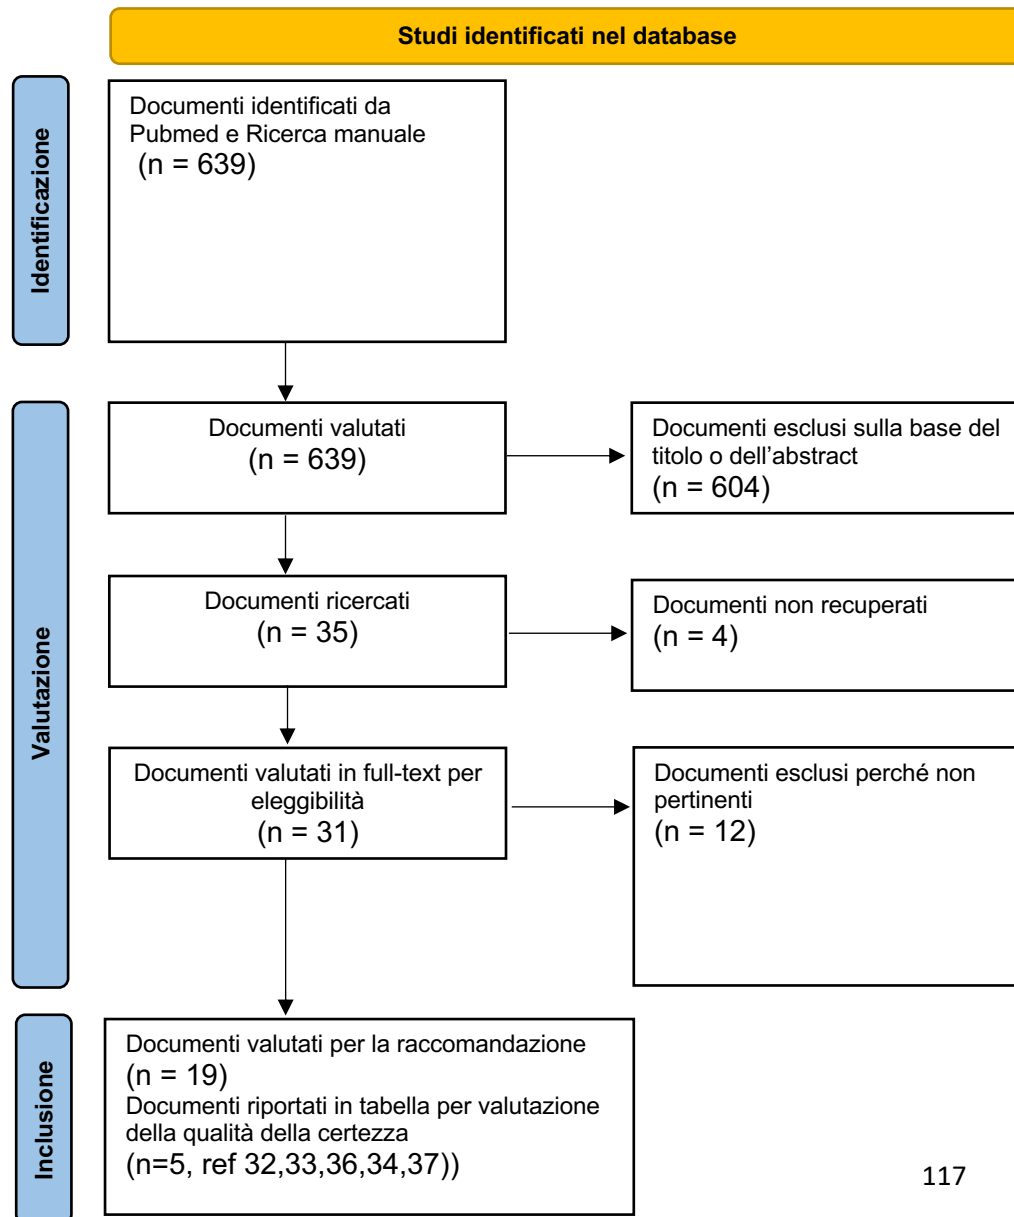 Studi identificati nel database
Identificazione
Documenti identificati da
Pubmed e Ricerca manuale
(n = 639)
Valutazione
Documenti valutati
(n = 639)
Documenti esclusi sulla base del
titolo o dell'abstract
(n = 604)
Documenti ricercati
(n = 35)
Documenti non recuperati
(n = 4)
Documenti valutati in full-text per
eleggibilità
(n = 31)
Documenti esclusi perché non
pertinenti
(n = 12)
Inclusione
Documenti valutati per la raccomandazione
(n = 19)
Documenti riportati in tabella per valutazione
della qualità della certezza
(n=5, ref 32,33,36,34,37))
117